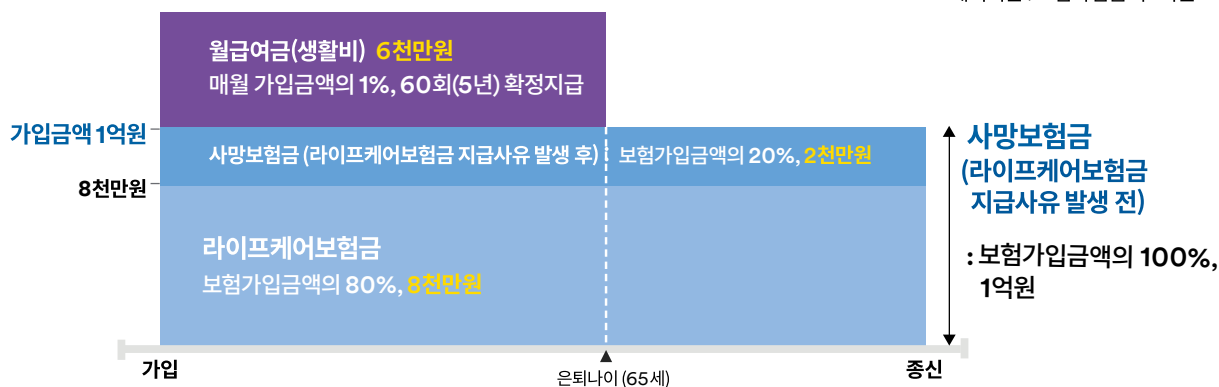 월급여금(생활비) 6천만원
매월 가입금액의 1%, 60회(5년) 확정지급
가입금액 1억원
사망보험금 (라이프케어보험금 지급사유 발생 후) : 보험가입금액의 20%, 2천만원
8천만원
라이프케어보험금
보험가입금액의 80%, 8천만원
사망보험금
(라이프케어보험금
지급사유 발생 전)
: 보험가입금액의 100%,
1억원
가입
은퇴나이 (65세)
종신